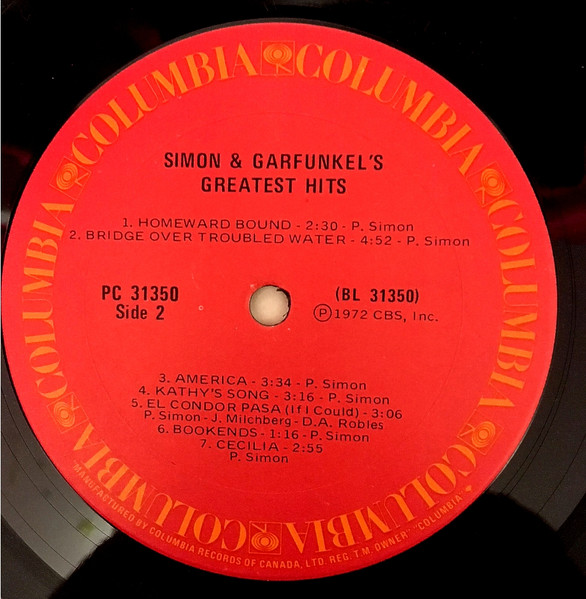 COLUMBIA COLUMBIA COLUMBIA COLUMBIA COLUMBIA COLUMBIA COLUMBIA
SIMON & GARFUNKEL'S
GREATEST HITS
1. HOMEWARD BOUND - 2:30 - P. Simon
2. BRIDGE OVER TROUBLED WATER - 4:52 - P. Simon
PC 31350
Side 2
(BL 31350)
Ⓟ 1972 CBS, Inc.
3. AMERICA - 3:34 - P. Simon
4. KATHY'S SONG - 3:16 - P. Simon
5. EL CONDOR PASA (If I Could) - 3:06
P. Simon - J. Milchberg - D.A. Robles
6. BOOKENDS - 1:16 - P. Simon
7. CECILIA - 2:55
P. Simon
"MANUFACTURED BY COLUMBIA RECORDS OF CANADA, LTD. REG. T.M. OWNER" "COLUMBIA"